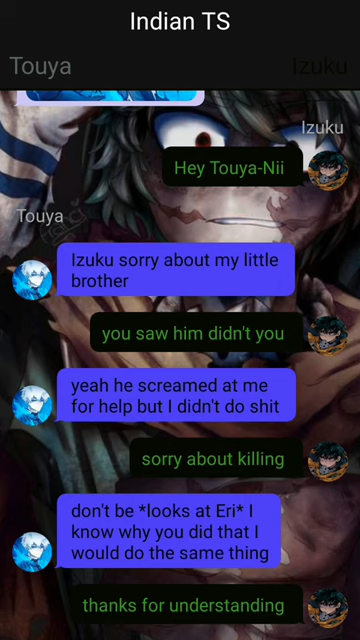 Indian TS
Touya
Izuku
Izuku
Hey Touya-Nii
Touya
Izuku sorry about my little
brother
you saw him didn't you
yeah he screamed at me
for help but I didn't do shit
sorry about killing
don't be *looks at Eri* I
know why you did that I
would do the same thing
thanks for understanding